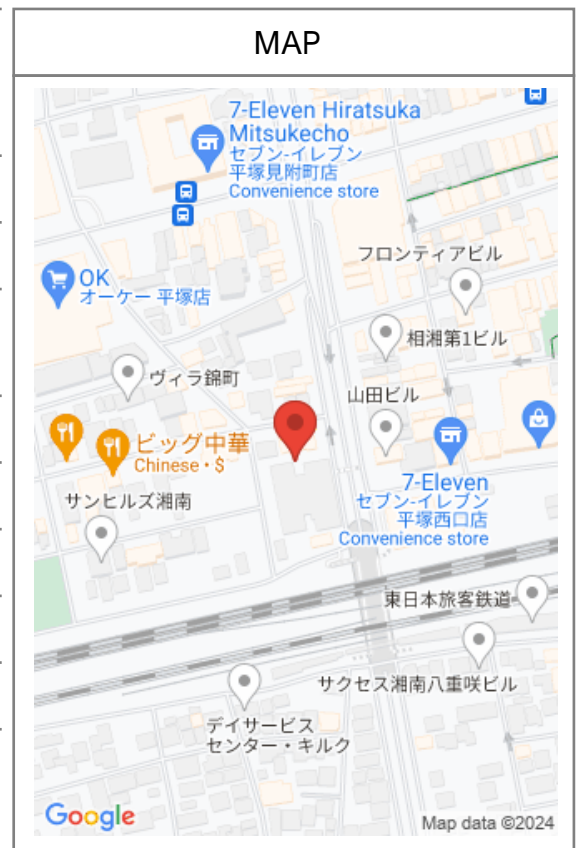 MAP
7-Eleven Hiratsuka
Mitsukecho
セブン-イレブン
平塚見附町店
Convenience store
フロンティアビル
OK
オーケー 平塚店
相湘第1ビル
ヴィラ錦町
山田ビル
ビッグ中華
Chinese • $
7-Eleven
セブン-イレブン
平塚西口店
Convenience store
サンヒルズ湘南
東日本旅客鉄道
サクセス湘南八重咲ビル
デイサービス
センター・キルク
Google
Map data ©2024